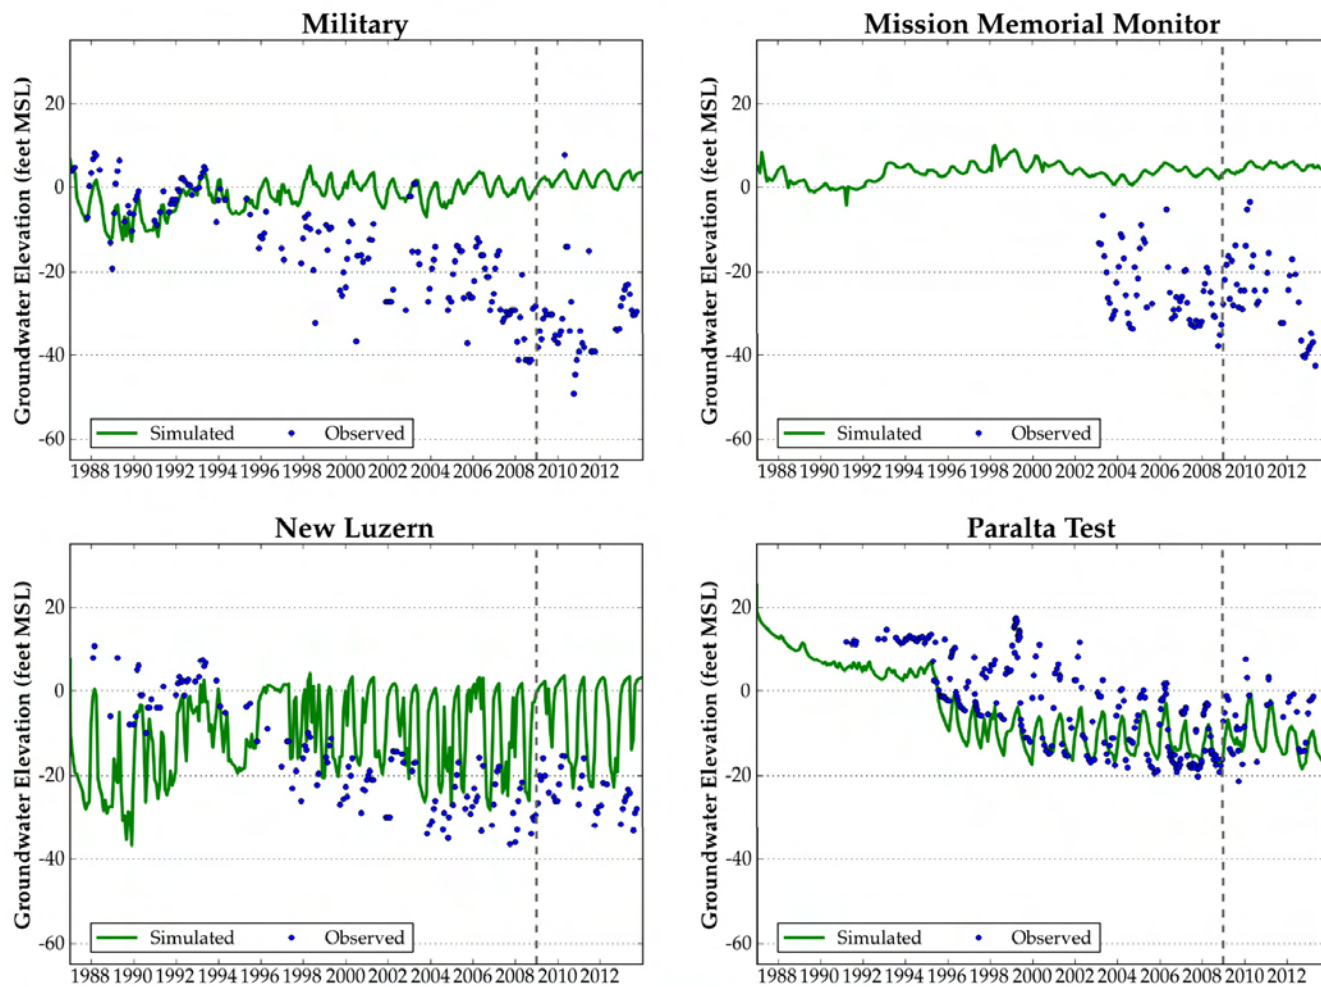 Military
Mission Memorial Monitor
Groundwater Elevation (feet MSL)
20
0
-20
-40
-60
Simulated Observed
1988 1990 1992 1994 1996 1998 2000 2002 2004 2006 2008 2010 2012
Groundwater Elevation (feet MSL)
20
0
-20
-40
-60
Simulated Observed
1988 1990 1992 1994 1996 1998 2000 2002 2004 2006 2008 2010 2012
New Luzern
Paralta Test
Groundwater Elevation (feet MSL)
20
0
-20
-40
-60
Simulated Observed
1988 1990 1992 1994 1996 1998 2000 2002 2004 2006 2008 2010 2012
Groundwater Elevation (feet MSL)
20
0
-20
-40
-60
Simulated Observed
1988 1990 1992 1994 1996 1998 2000 2002 2004 2006 2008 2010 2012